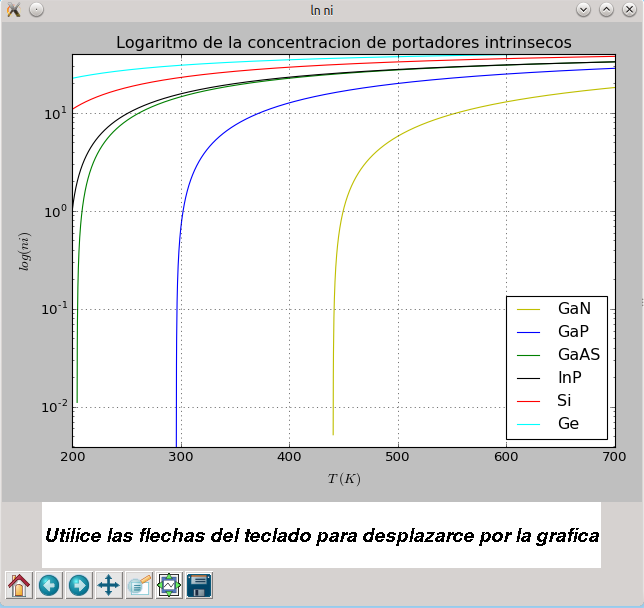 ln ni
Logaritmo de la concentracion de portadores intrinsecos
10^1
10^0
10^-1
10^-2
log(ni)
GaN
GaP
GaAS
InP
Si
Ge
200 300 400 500 600 700
T(K)
Utilice las flechas del teclado para desplazarce por la grafica